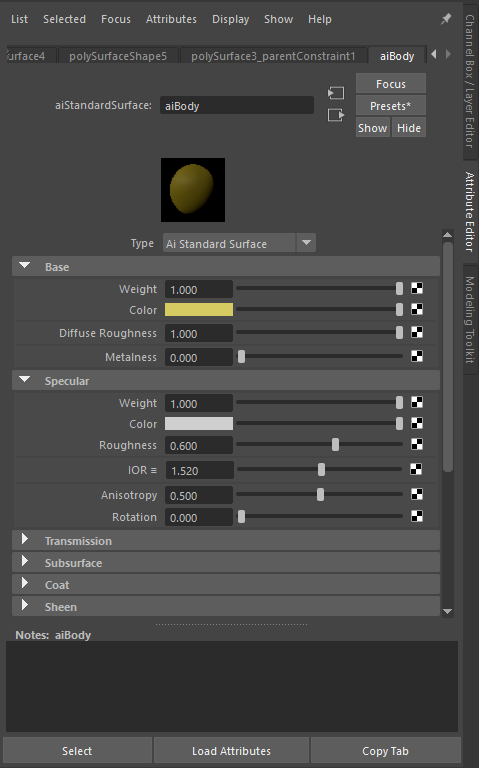 List Focus Attributes Display Show Help
urface4 polySurfaceShape5 polySurface3_parentConstraint1 aiBody
Focus
aiStandardSurface: aiBody
Presets*
Show Hide
Type Ai Standard Surface
Base
Weight 1.000
Color
Diffuse Roughness 1.000
Metalness 0.000
Specular
Weight 1.000
Color
Roughness 0.600
IOR ≡ 1.520
Anisotropy 0.500
Rotation 0.000
Transmission
Subsurface
Coat
Sheen
Notes: aiBody
Select Load Attributes Copy Tab
Channel Box / Layer Editor
Attribute Editor
Modeling Toolkit